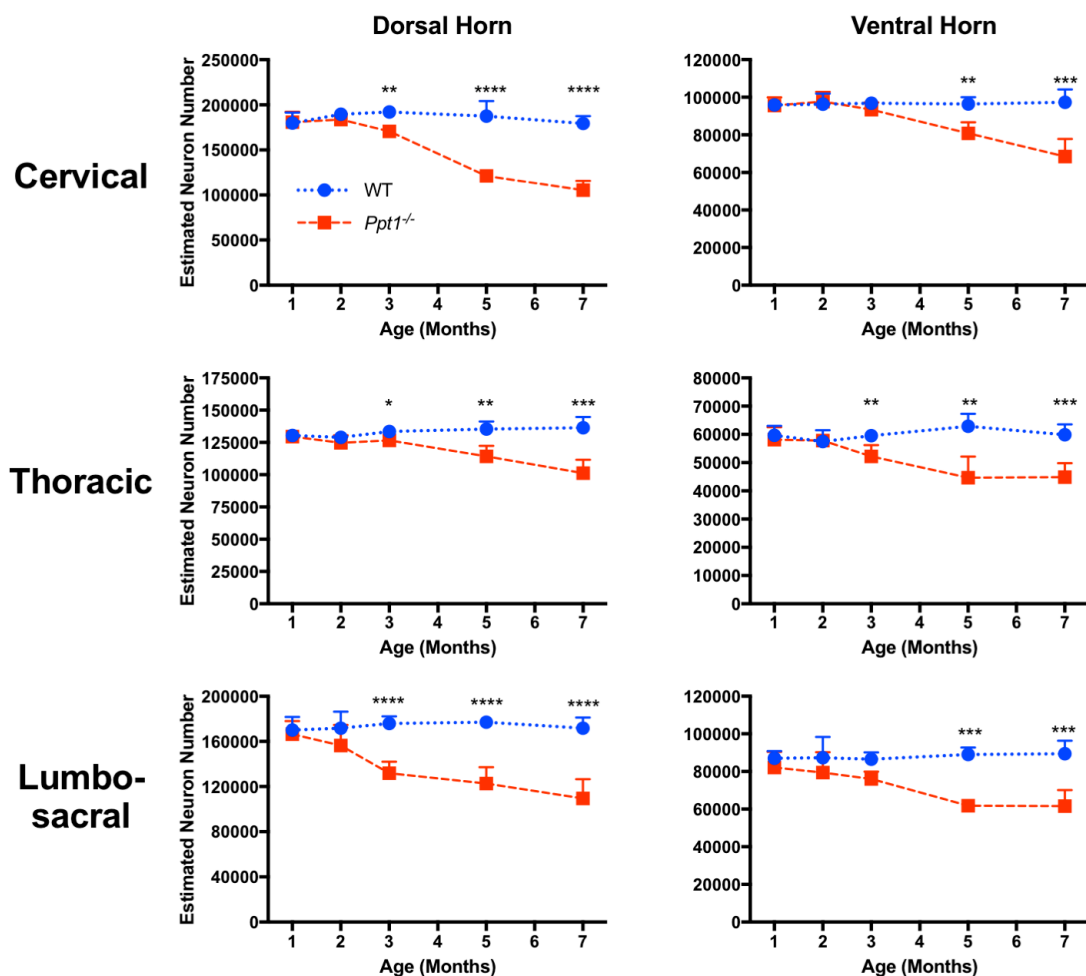 Dorsal Horn
Ventral Horn
Cervical
Estimated Neuron Number
250000
200000
150000
100000
50000
0
** **** ****
WT
Ppt1-/-
1 2 3 4 5 6 7
Age (Months)
120000
100000
80000
60000
40000
20000
0
** ***
1 2 3 4 5 6 7
Age (Months)
Thoracic
Estimated Neuron Number
175000
150000
125000
100000
75000
50000
25000
0
* ** ***
1 2 3 4 5 6 7
Age (Months)
80000
70000
60000
50000
40000
30000
20000
10000
0
** ** ***
1 2 3 4 5 6 7
Age (Months)
Lumbo-
sacral
Estimated Neuron Number
200000
160000
120000
80000
40000
0
**** **** ****
1 2 3 4 5 6 7
Age (Months)
120000
100000
80000
60000
40000
20000
0
*** ***
1 2 3 4 5 6 7
Age (Months)